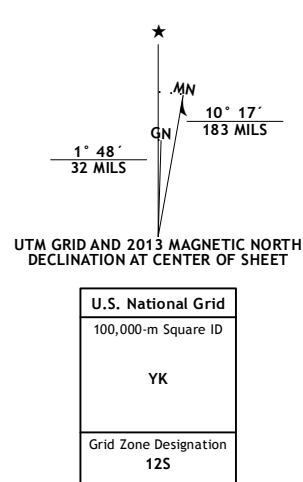 ★
MN
GN
10° 17´
183 MILS
1° 48´
32 MILS
UTM GRID AND 2013 MAGNETIC NORTH
DECLINATION AT CENTER OF SHEET
U.S. National Grid
100,000-m Square ID
YK
Grid Zone Designation
12S